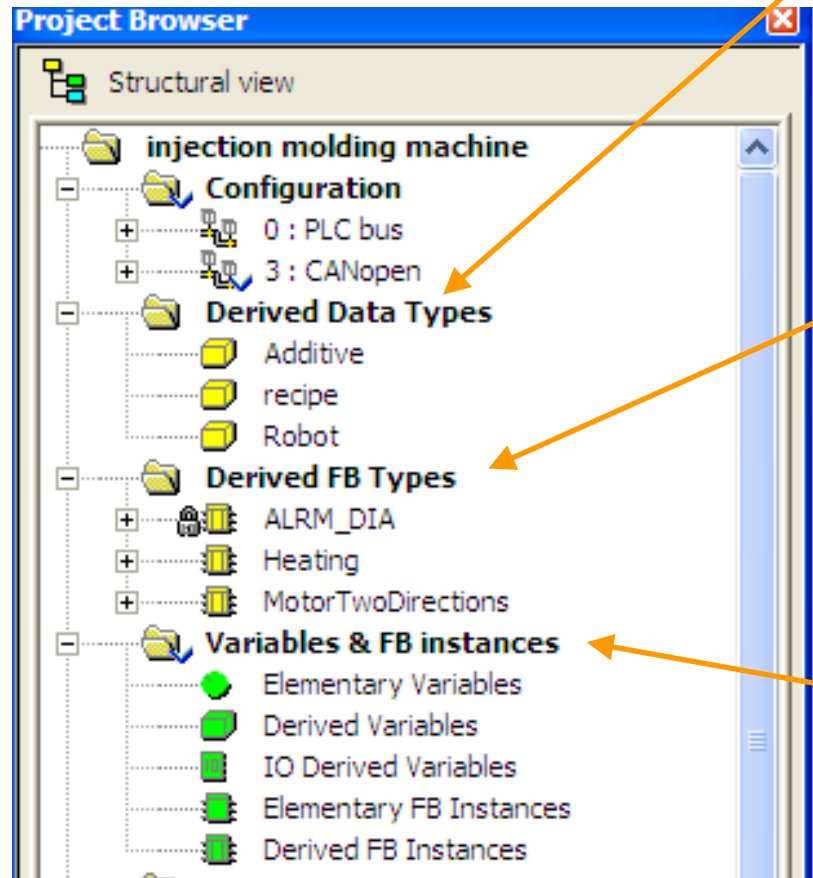 Project Browser
Structural view
injection molding machine
Configuration
0 : PLC bus
3 : CANopen
Derived Data Types
Additive
recipe
Robot
Derived FB Types
ALRM_DIA
Heating
MotorTwoDirections
Variables & FB instances
Elementary Variables
Derived Variables
IO Derived Variables
Elementary FB Instances
Derived FB Instances